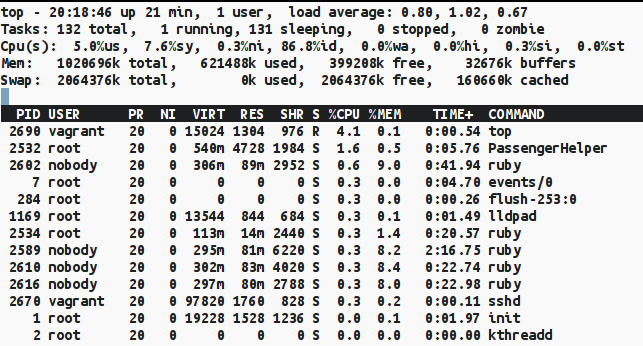 top - 20:18:46 up 21 min,  1 user,  load average: 0.80, 1.02, 0.67
Tasks: 132 total,   1 running, 131 sleeping,   0 stopped,   0 zombie
Cpu(s):  5.0%us,  7.6%sy,  0.3%ni, 86.8%id,  0.0%wa,  0.0%hi,  0.3%si,  0.0%st
Mem:   1020696k total,   621488k used,   399208k free,    32676k buffers
Swap:  2064376k total,        0k used,  2064376k free,   160660k cached
  PID USER      PR  NI  VIRT  RES  SHR S %CPU %MEM    TIME+  COMMAND
 2690 vagrant   20   0 15024 1304  976 R  4.1  0.1   0:00.54 top
 2532 root      20   0  540m 4728 1984 S  1.6  0.5   0:05.76 PassengerHelper
 2602 nobody    20   0  306m  89m 2952 S  0.6  9.0   0:41.94 ruby
    7 root      20   0     0    0    0 S  0.3  0.0   0:04.70 events/0
  284 root      20   0     0    0    0 S  0.3  0.0   0:00.26 flush-253:0
 1169 root      20   0 13544  844  684 S  0.3  0.1   0:01.49 lldpad
 2534 root      20   0  113m  14m 2440 S  0.3  1.4   0:20.57 ruby
 2589 nobody    20   0  295m  81m 6220 S  0.3  8.2   2:16.75 ruby
 2610 nobody    20   0  302m  83m 4020 S  0.3  8.4   0:22.74 ruby
 2616 nobody    20   0  297m  80m 2788 S  0.3  8.0   0:22.98 ruby
 2670 vagrant   20   0 97820 1760  828 S  0.3  0.2   0:00.11 sshd
    1 root      20   0 19228 1528 1236 S  0.0  0.1   0:01.97 init
    2 root      20   0     0    0    0 S  0.0  0.0   0:00.00 kthreadd